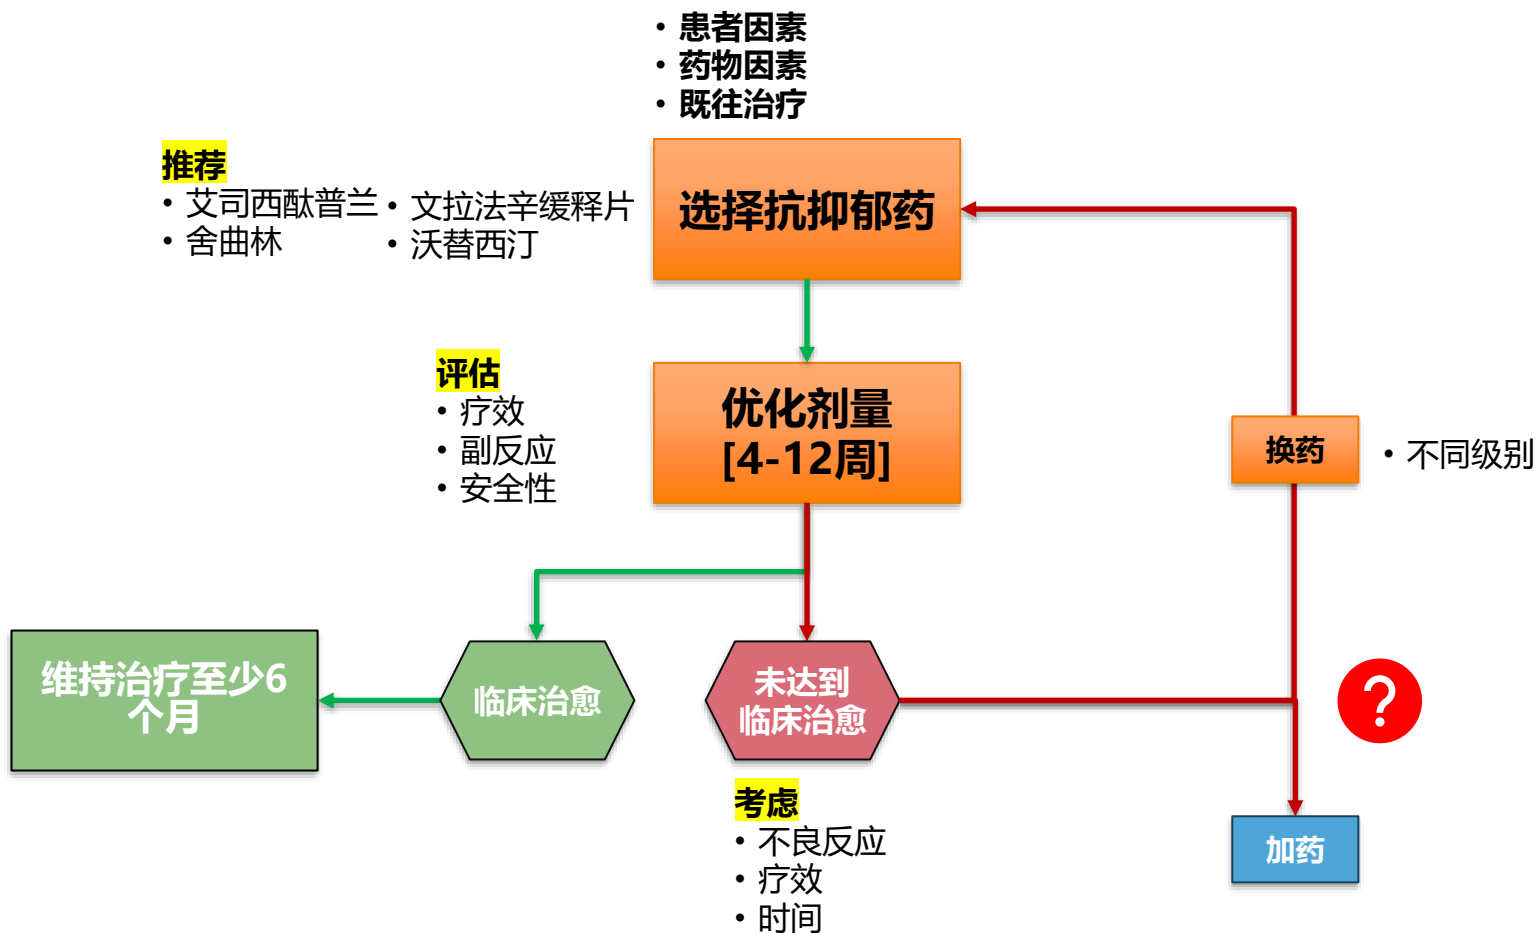 • 患者因素
• 药物因素
• 既往治疗
推荐
• 艾司西酞普兰
• 舍曲林
• 文拉法辛缓释片
• 沃替西汀
选择抗抑郁药
评估
• 疗效
• 副反应
• 安全性
优化剂量
[4-12周]
换药
• 不同级别
维持治疗至少6
个月
临床治愈
未达到
临床治愈
?
考虑
• 不良反应
• 疗效
• 时间
加药